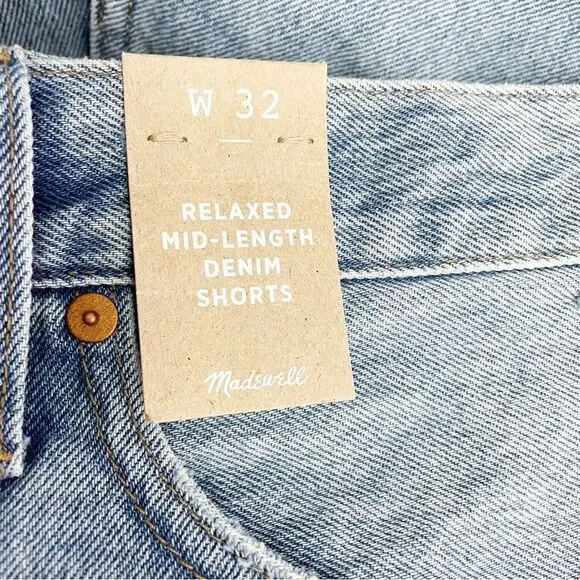 W 32
RELAXED
MID-LENGTH
DENIM
SHORTS
Madewell